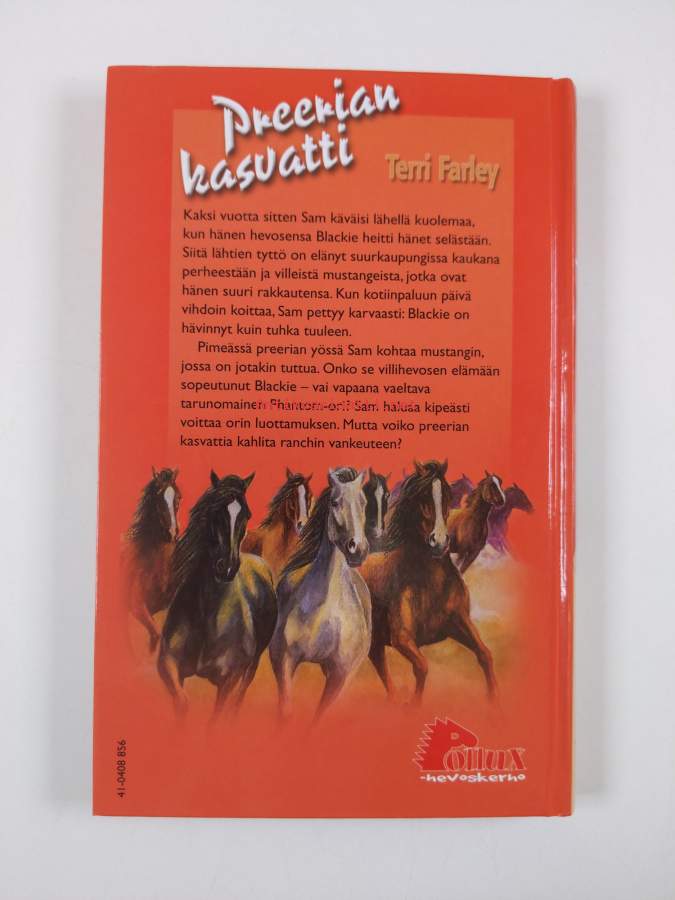 Preerian
kasvatti
Terri Farley
Kaksi vuotta sitten Sam käväisi lähellä kuolemaa,
kun hänen hevosensa Blackie heitti hänet selästään.
Siitä lähtien tyttö on elänyt suurkaupungissa kaukana
perheestään ja villeistä mustangeista, jotka ovat
hänen suuri rakkautensa. Kun kotiinpaluun päivä
vihdoin koittaa, Sam pettyy karvaasti: Blackie on
hävinnyt kuin tuhka tuuleen.
Pimeässä preerian yössä Sam kohtaa mustangin,
jossa on jotakin tuttua. Onko se villihevosen elämään
sopeutunut Blackie – vai vapaana vaeltava
tarunomainen Phantom-ori? Sam haluaa kipeästi
voittaa orin luottamuksen. Mutta voiko preerian
kasvattia kahlita ranchin vankeuteen?
Pollux
-hevoskerho
41-0408 856